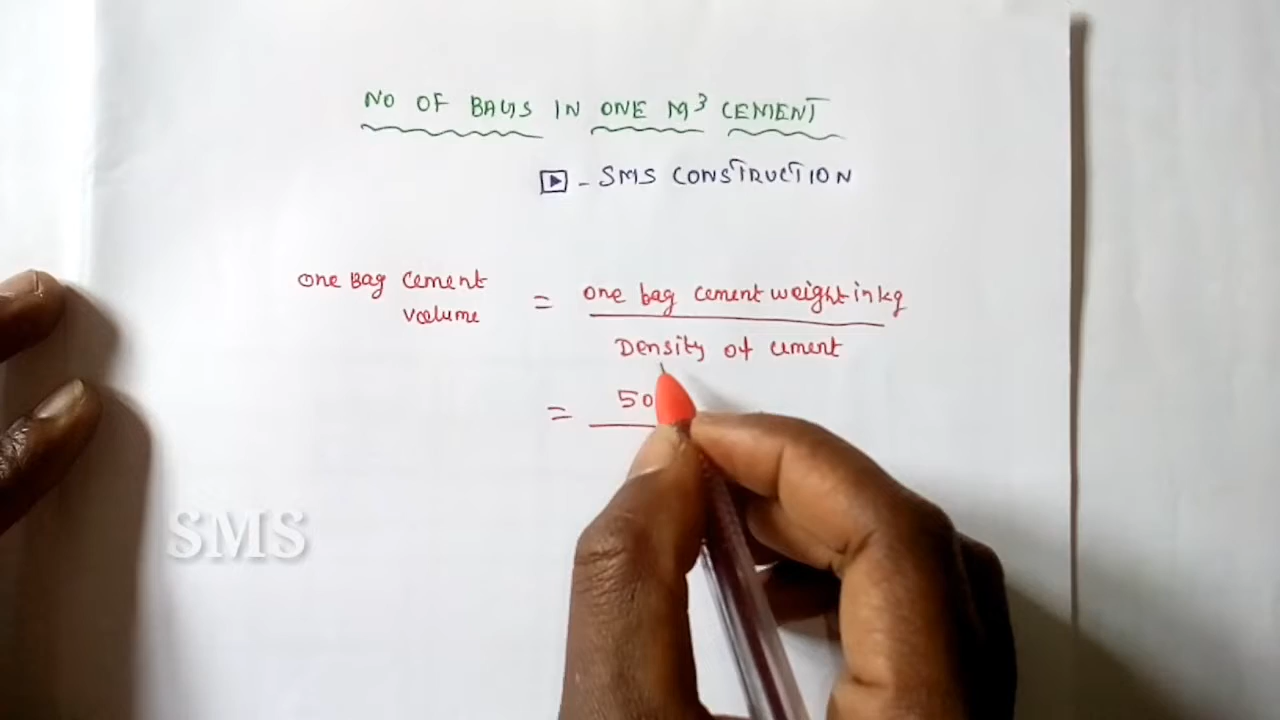 NO OF BAGS IN ONE M³ CEMENT
- SMS CONSTRUCTION
One Bag Cement volume = one bag cement weight in kg
Density of cement
= 50
SMS